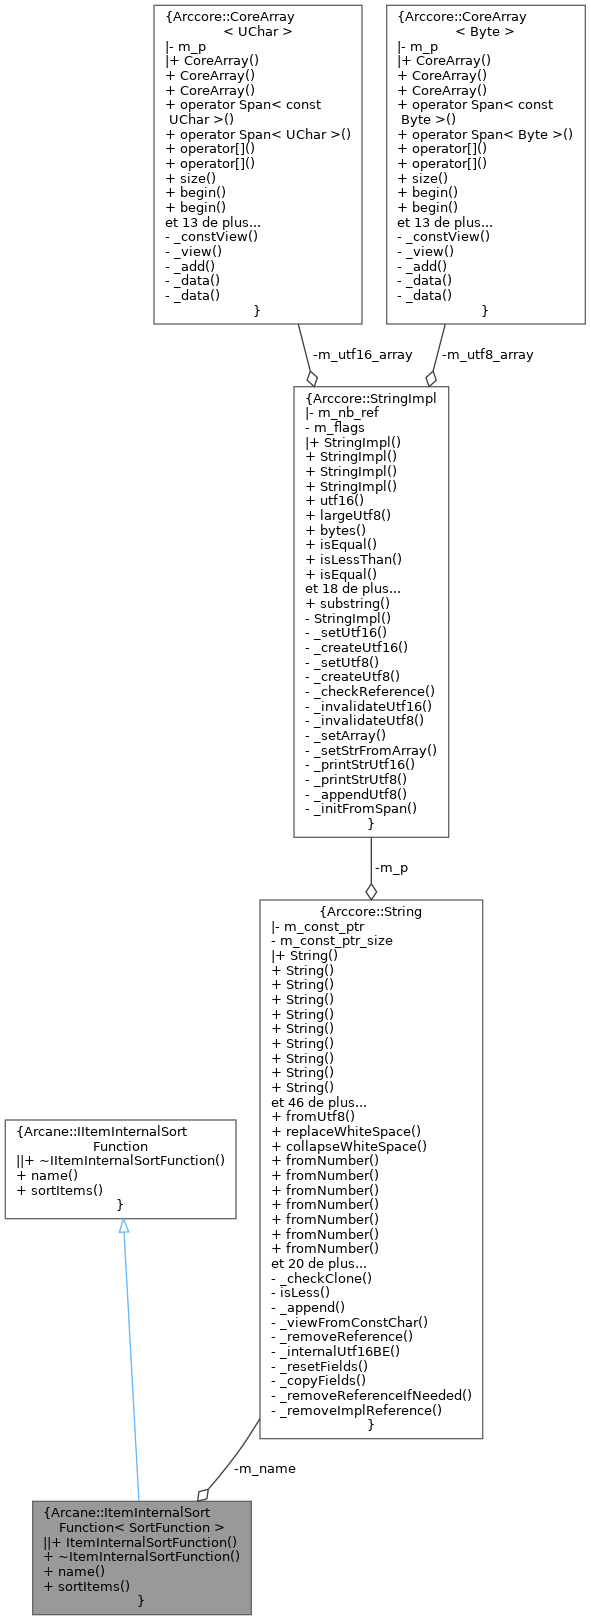 {Arccore::CoreArray
< UChar >
|- m_p
|+ CoreArray()
+ CoreArray()
+ CoreArray()
+ operator Span< const
UChar >()
+ operator Span< UChar >()
+ operator[]()
+ operator[]()
+ size()
+ begin()
+ begin()
et 13 de plus...
- _constView()
- _view()
- _add()
- _data()
- _data()
}
{Arccore::CoreArray
< Byte >
|- m_p
|+ CoreArray()
+ CoreArray()
+ CoreArray()
+ operator Span< const
Byte >()
+ operator Span< Byte >()
+ operator[]()
+ operator[]()
+ size()
+ begin()
+ begin()
et 13 de plus...
- _constView()
- _view()
- _add()
- _data()
- _data()
}
-m_utf16_array
-m_utf8_array
{Arccore::StringImpl
|- m_nb_ref
- m_flags
|+ StringImpl()
+ StringImpl()
+ StringImpl()
+ StringImpl()
+ utf16()
+ largeUtf8()
+ bytes()
+ isEqual()
+ isLessThan()
+ isEqual()
et 18 de plus...
+ substring()
- StringImpl()
- _setUtf16()
- _createUtf16()
- _setUtf8()
- _createUtf8()
- _checkReference()
- _invalidateUtf16()
- _invalidateUtf8()
- _setArray()
- _setStrFromArray()
- _printStrUtf16()
- _printStrUtf8()
- _appendUtf8()
- _initFromSpan()
}
-m_p
{Arccore::String
|- m_const_ptr
- m_const_ptr_size
|+ String()
+ String()
+ String()
+ String()
+ String()
+ String()
+ String()
+ String()
+ String()
+ String()
et 46 de plus...
+ fromUtf8()
+ replaceWhiteSpace()
+ collapseWhiteSpace()
+ fromNumber()
+ fromNumber()
+ fromNumber()
+ fromNumber()
+ fromNumber()
+ fromNumber()
+ fromNumber()
et 20 de plus...
- _checkClone()
- isLess()
- _append()
- _viewFromConstChar()
- _removeReference()
- _internalUtf16BE()
- _resetFields()
- _copyFields()
- _removeReferenceIfNeeded()
- _removeImplReference()
}
{Arcane::IItemInternalSort
Function
||+ ~IItemInternalSortFunction()
+ name()
+ sortItems()
}
-m_name
{Arcane::ItemInternalSort
Function< SortFunction >
||+ ItemInternalSortFunction()
+ ~ItemInternalSortFunction()
+ name()
+ sortItems()
}